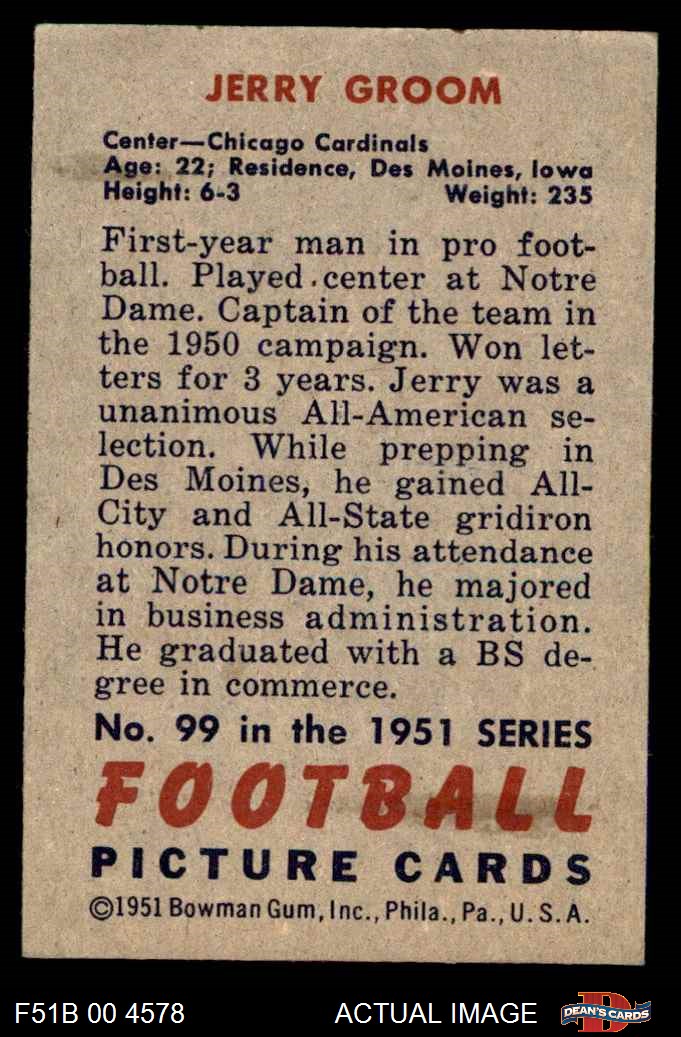 JERRY GROOM
Center—Chicago Cardinals
Age: 22; Residence, Des Moines, Iowa
Height: 6-3 Weight: 235
First-year man in pro foot-
ball. Played center at Notre
Dame. Captain of the team in
the 1950 campaign. Won let-
ters for 3 years. Jerry was a
unanimous All-American se-
lection. While prepping in
Des Moines, he gained All-
City and All-State gridiron
honors. During his attendance
at Notre Dame, he majored
in business administration.
He graduated with a BS de-
gree in commerce.
No. 99 in the 1951 SERIES
FOOTBALL
PICTURE CARDS
©1951 Bowman Gum, Inc., Phila., Pa., U.S.A.
F51B 00 4578 ACTUAL IMAGE D DEAN'S CARDS